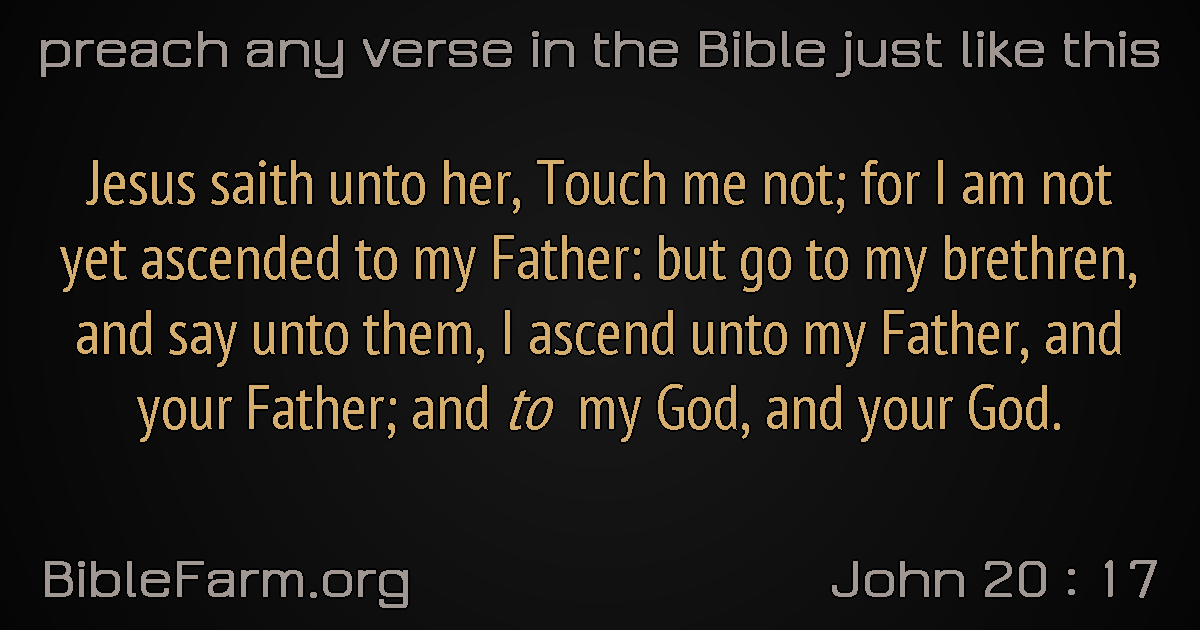 preach any verse in the Bible just like this
Jesus saith unto her, Touch me not; for I am not
yet ascended to my Father: but go to my brethren,
and say unto them, I ascend unto my Father, and
your Father; and to my God, and your God.
BibleFarm.org
John 20 : 17